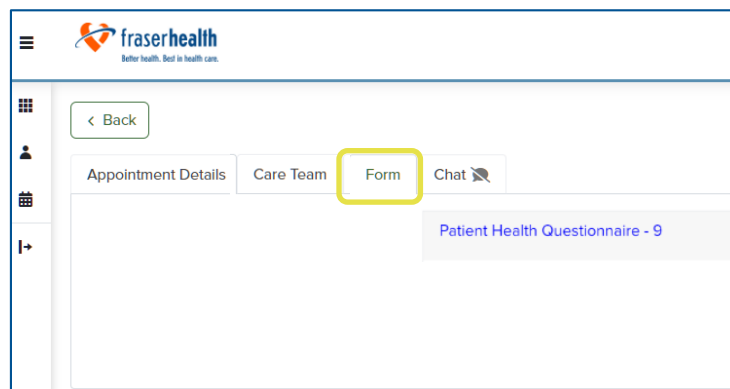 fraserhealth
Better health. Best in health care.
Back
Appointment Details Care Team Form Chat
Patient Health Questionnaire - 9